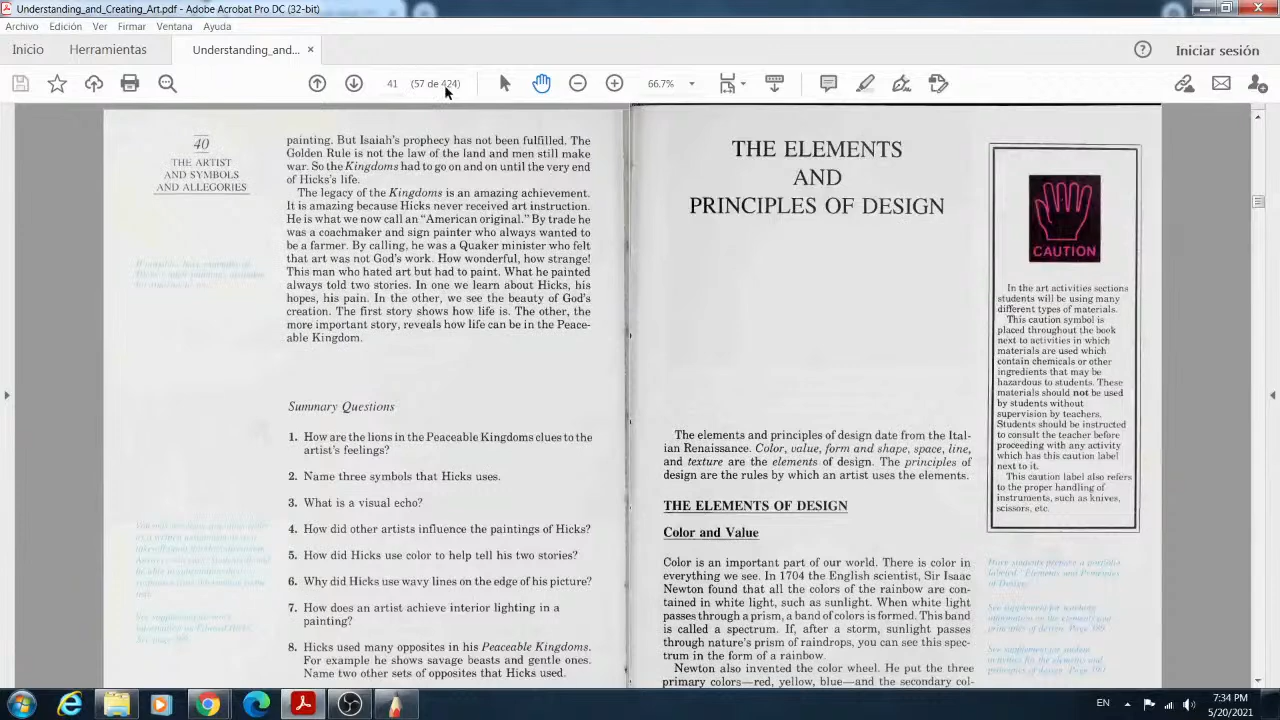 Understanding_and_Creating_Art.pdf - Adobe Acrobat Pro DC (32-bit)
Archivo Edición Ver Firmar Ventana Ayuda
Inicio Herramientas Understanding_and... × Iniciar sesión
41 (57 de 424) 66.7%
40
THE ARTIST
AND SYMBOLS
AND ALLEGORIES
painting. But Isaiah's prophecy has not been fulfilled. The
Golden Rule is not the law of the land and men still make
war. So the Kingdoms had to go on and on until the very end
of Hicks's life.
The legacy of the Kingdoms is an amazing achievement.
It is amazing because Hicks never received art instruction.
He is what we now call an “American original.” By trade he
was a coachmaker and sign painter who always wanted to
be a farmer. By calling, he was a Quaker minister who felt
that art was not God's work. How wonderful, how strange!
This man who hated art but had to paint. What he painted
always told two stories. In one we learn about Hicks, his
hopes, his pain. In the other, we see the beauty of God's
creation. The first story shows how life is. The other, the
more important story, reveals how life can be in the Peace-
able Kingdom.
Summary Questions
1. How are the lions in the Peaceable Kingdoms clues to the
artist's feelings?
2. Name three symbols that Hicks uses.
3. What is a visual echo?
4. How did other artists influence the paintings of Hicks?
5. How did Hicks use color to help tell his two stories?
6. Why did Hicks use wavy lines on the edge of his picture?
7. How does an artist achieve interior lighting in a
painting?
8. Hicks used many opposites in his Peaceable Kingdoms.
For example he shows savage beasts and gentle ones.
Name two other sets of opposites that Hicks used.
THE ELEMENTS
AND
PRINCIPLES OF DESIGN
The elements and principles of design date from the Ital-
ian Renaissance. Color, value, form and shape, space, line,
and texture are the elements of design. The principles of
design are the rules by which an artist uses the elements.
THE ELEMENTS OF DESIGN
Color and Value
Color is an important part of our world. There is color in
everything we see. In 1704 the English scientist, Sir Isaac
Newton found that all the colors of the rainbow are con-
tained in white light, such as sunlight. When white light
passes through a prism, a band of colors is formed. This band
is called a spectrum. If, after a storm, sunlight passes
through nature's prism of raindrops, you can see this spec-
trum in the form of a rainbow.
Newton also invented the color wheel. He put the three
primary colors—red, yellow, blue—and the secondary col-
CAUTION
In the art activities sections
students will be using many
different types of materials.
This caution symbol is
placed throughout the book
next to activities in which
materials are used which
contain chemicals or other
ingredients that may be
hazardous to students. These
materials should not be used
by students without
supervision by teachers.
Students should be instructed
to consult the teacher before
proceeding with any activity
which has this caution label
next to it.
This caution label also refers
to the proper handling of
instruments, such as knives,
scissors, etc.
EN 7:34 PM
5/20/2021